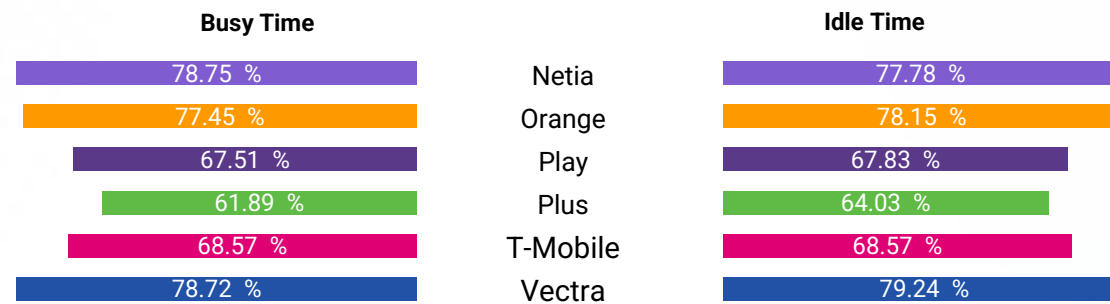 Busy Time Idle Time
78.75 % Netia 77.78 %
77.45 % Orange 78.15 %
67.51 % Play 67.83 %
61.89 % Plus 64.03 %
68.57 % T-Mobile 68.57 %
78.72 % Vectra 79.24 %